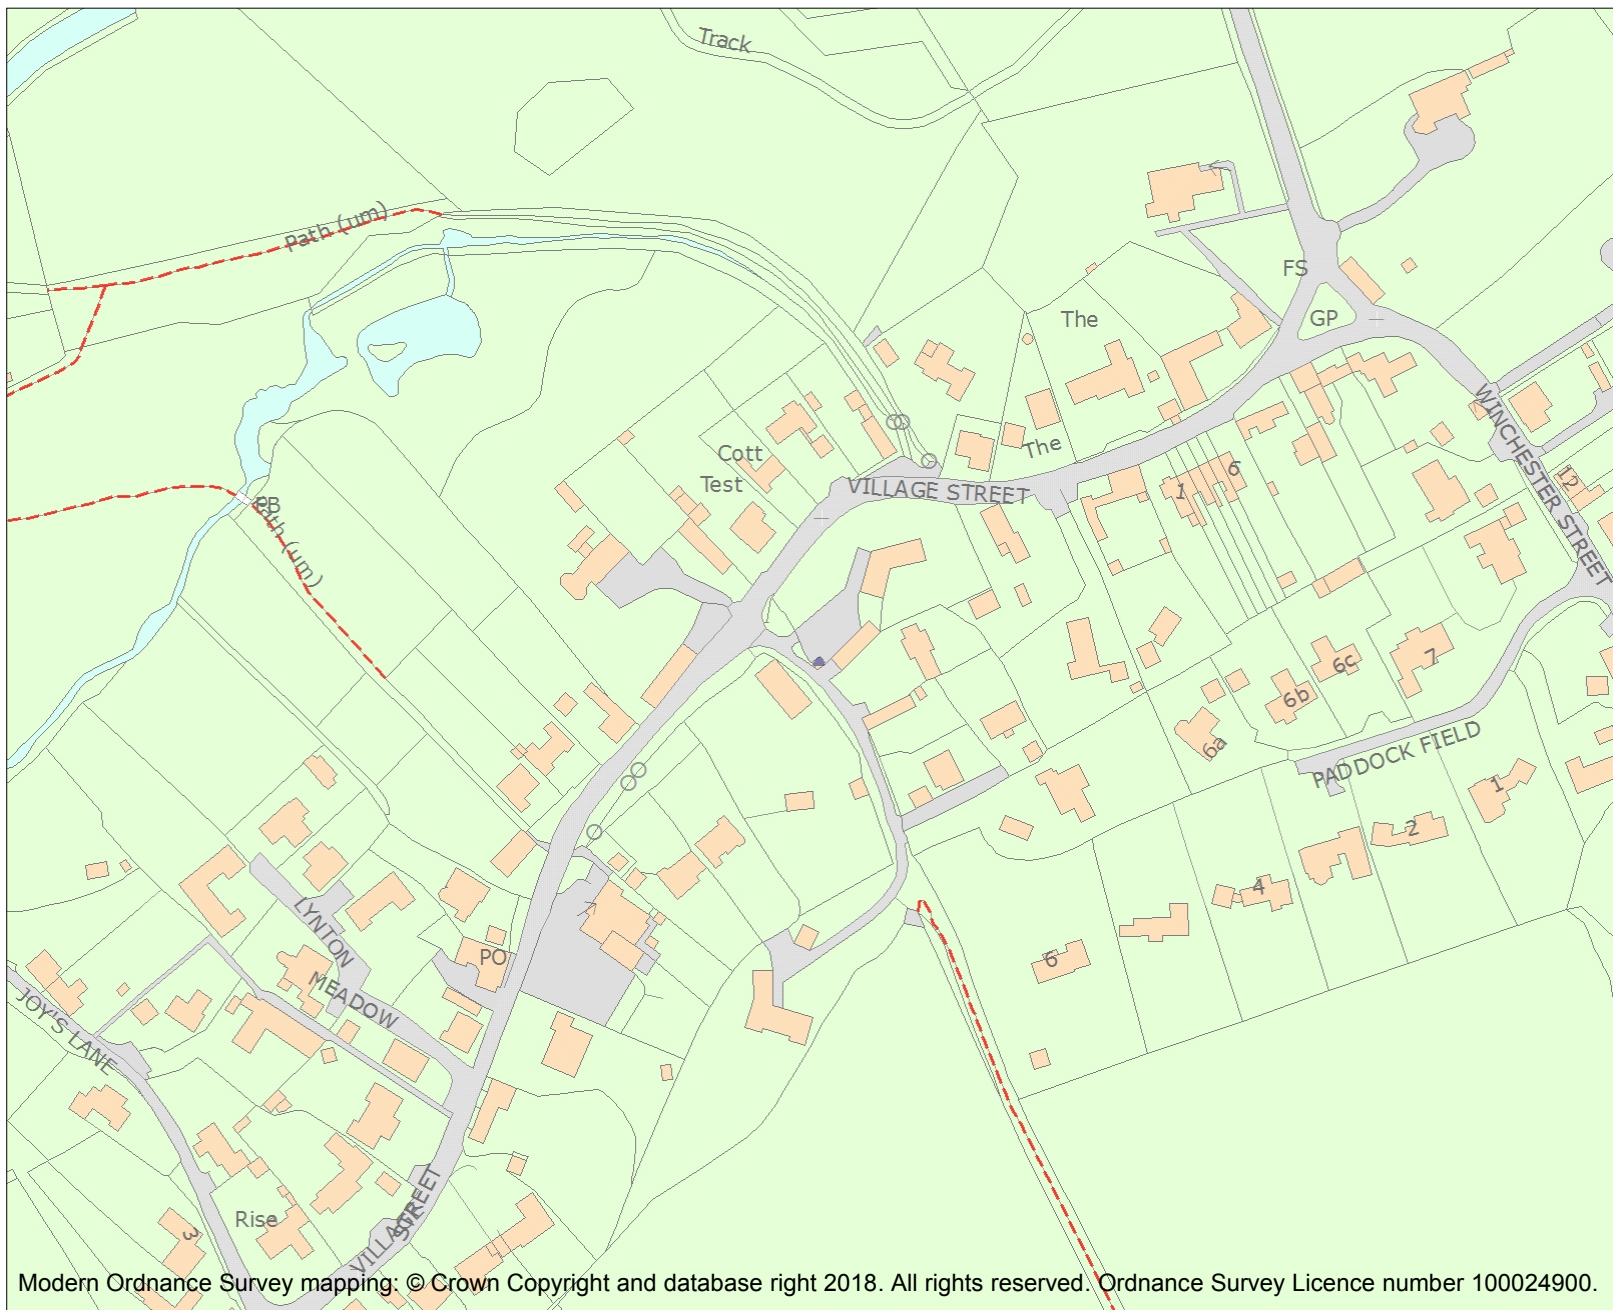 Track
Path (um)
FS
GP
The
The
VILLAGE STREET
Cott
Test
1
6
WINCHESTER STREET
12
FB
Path (um)
6c
7
6b
6a
PADDOCK FIELD
1
2
4
6
LYNTON
MEADOW
PO
JOY'S LANE
Rise
3
VILLAGE
STREET
Modern Ordnance Survey mapping: © Crown Copyright and database right 2018. All rights reserved. Ordnance Survey Licence number 100024900.